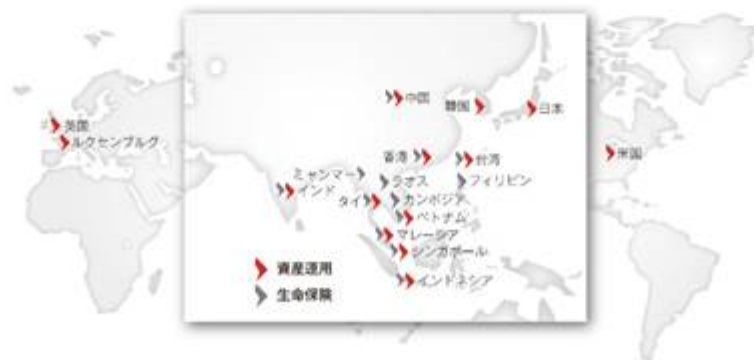 中国
韓国
日本
英国
ルクセンブルグ
香港
台湾
米国
ミャンマー
インド
ラオス
フィリピン
タイ
カンボジア
ベトナム
マレーシア
シンガポール
資産運用
インドネシア
生命保険